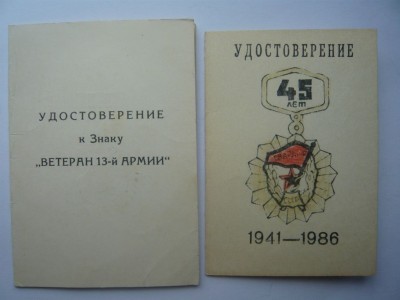 УДОСТОВЕРЕНИЕ
к Знаку
„ВЕТЕРАН 13-й АРМИИ"
УДОСТОВЕРЕНИЕ
45
ЛЕТ
1941—1986